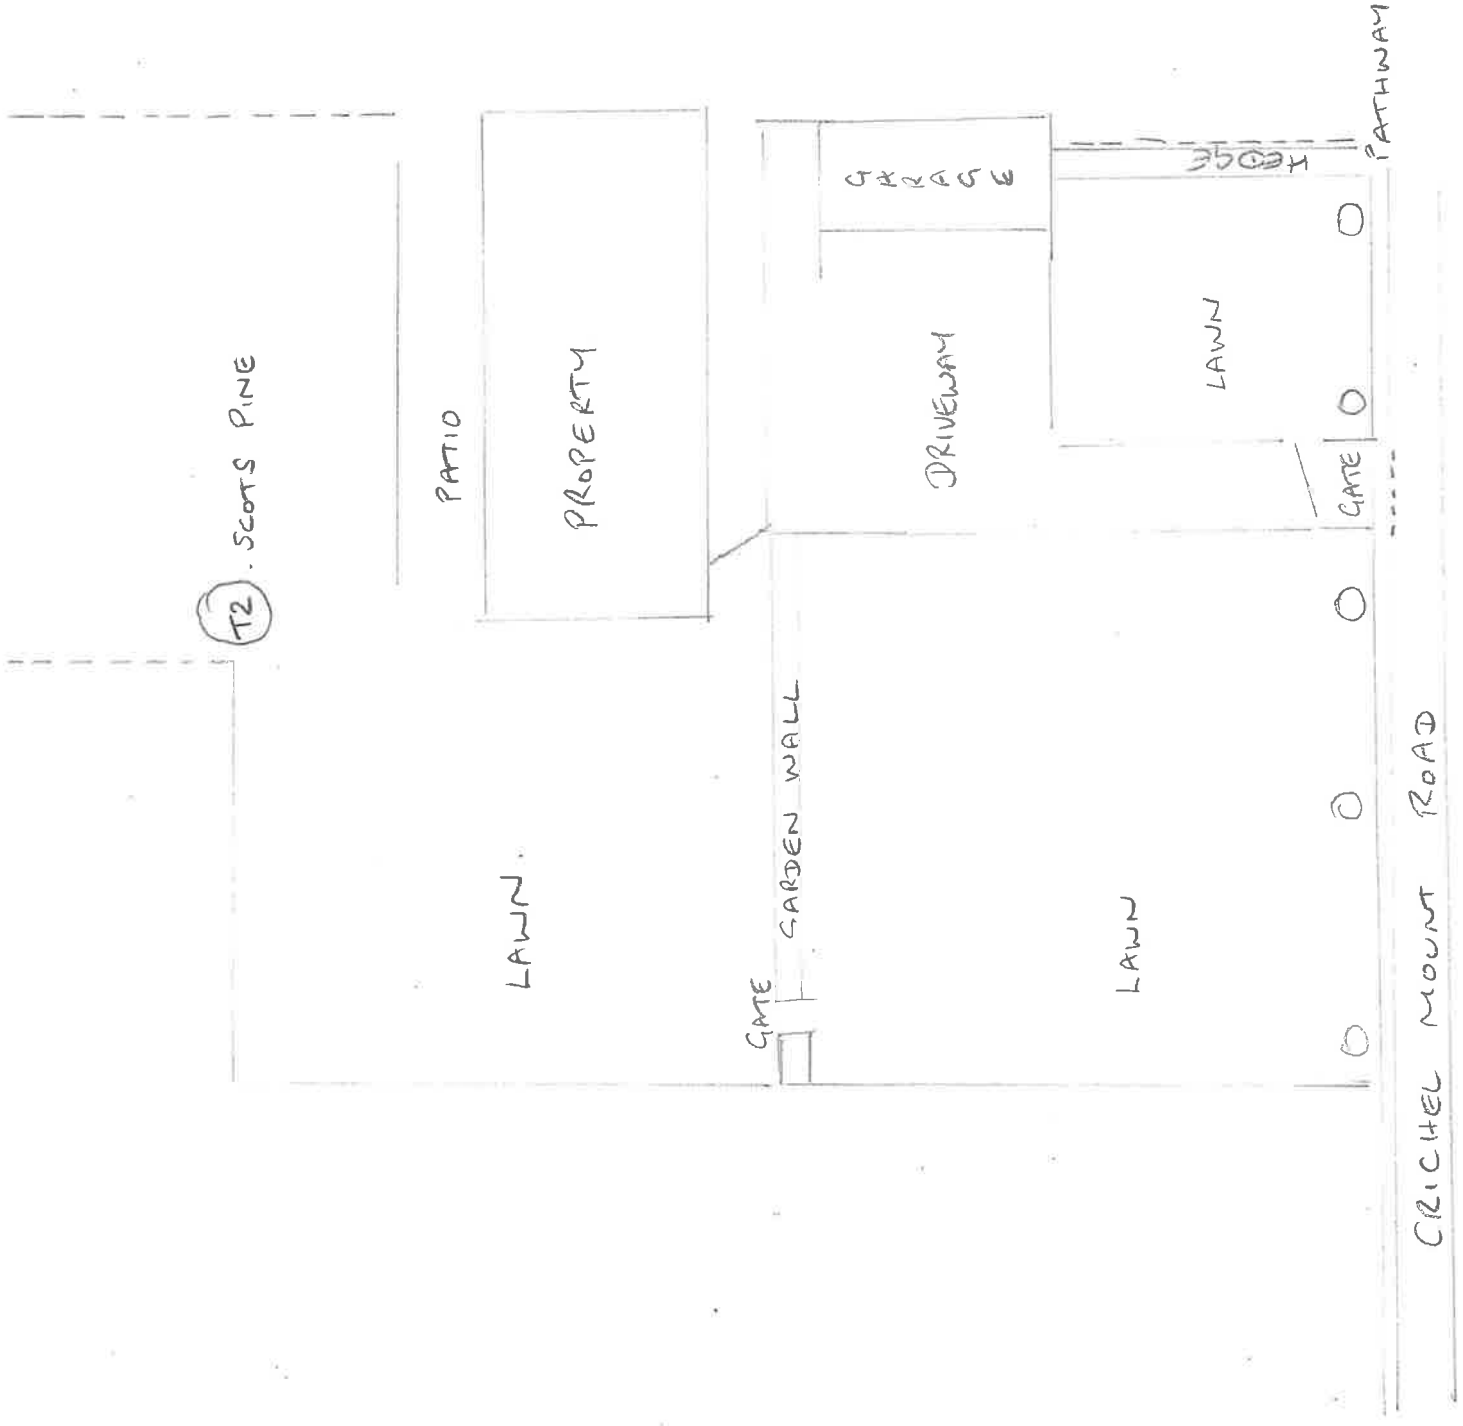 T2 . SCOTS PINE
PATIO
PROPERTY
GARAGE
HEDGE
PATHWAY
LAWN
DRIVEWAY
GATE
LAWN
GARDEN WALL
GATE
LAWN
CRICHEL MOUNT ROAD